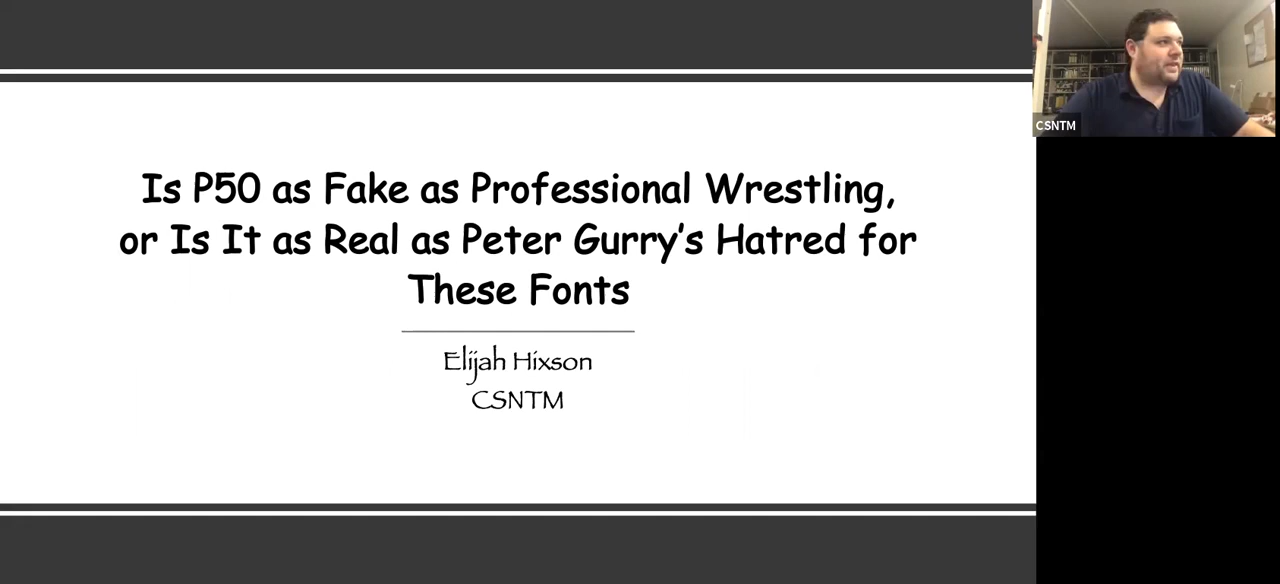 Is P50 as Fake as Professional Wrestling,
or Is It as Real as Peter Gurry’s Hatred for
These Fonts
Elijah Hixson
CSNTM
CSNTM